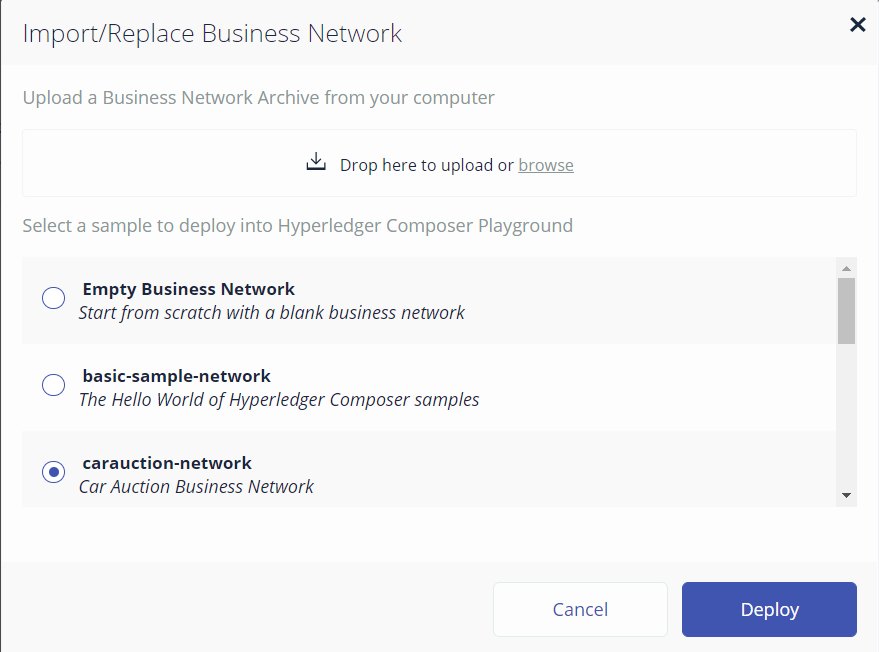 Import/Replace Business Network
Upload a Business Network Archive from your computer
Drop here to upload or browse
Select a sample to deploy into Hyperledger Composer Playground
Empty Business Network
Start from scratch with a blank business network
basic-sample-network
The Hello World of Hyperledger Composer samples
carauction-network
Car Auction Business Network
Cancel Deploy